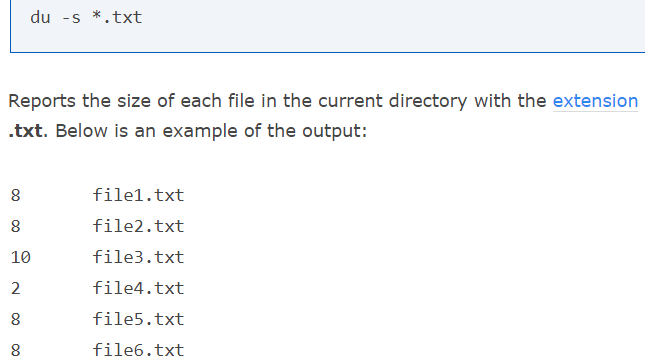 du -s *.txt
Reports the size of each file in the current directory with the extension
.txt. Below is an example of the output:
8 file1.txt
8 file2.txt
10 file3.txt
2 file4.txt
8 file5.txt
8 file6.txt